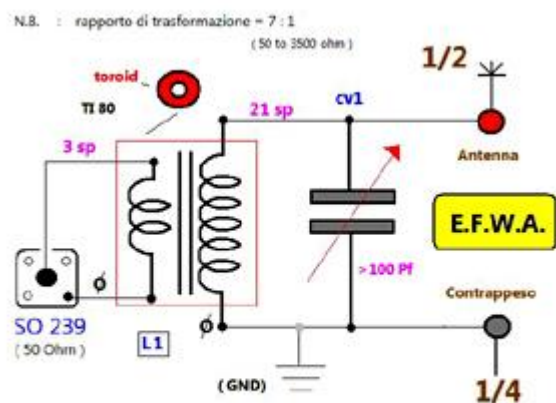 N.B. : rapporto di trasformazione = 7 : 1
( 50 to 3500 ohm )
1/2
toroid
TI 80
21 sp
cv1
3 sp
Antenna
E.F.W.A.
>100 Pf
Contrappeso
ϕ
SO 239
( 50 Ohm )
L1
ϕ
( GND)
1/4